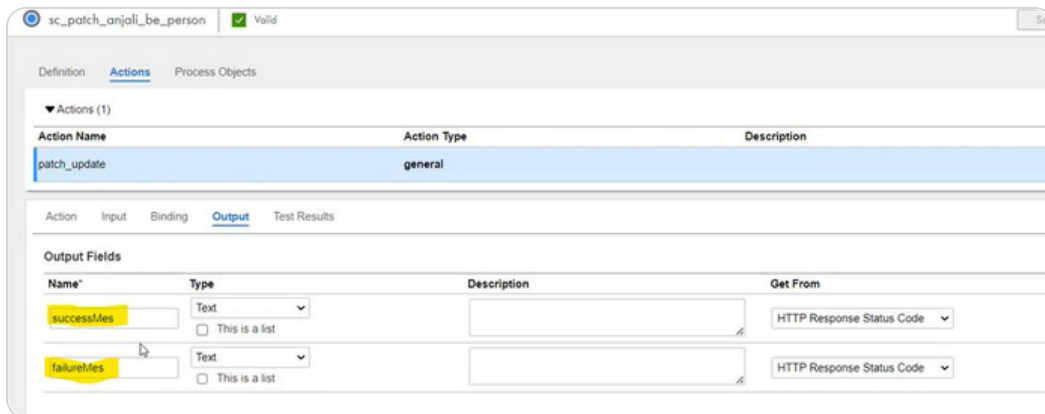 sc_patch_anjali_be_person Valid
Definition Actions Process Objects
Actions (1)
Action Name Action Type Description
patch_update general
Action Input Binding Output Test Results
Output Fields
Name* Type Description Get From
successMes Text HTTP Response Status Code
This is a list
failureMes Text HTTP Response Status Code
This is a list